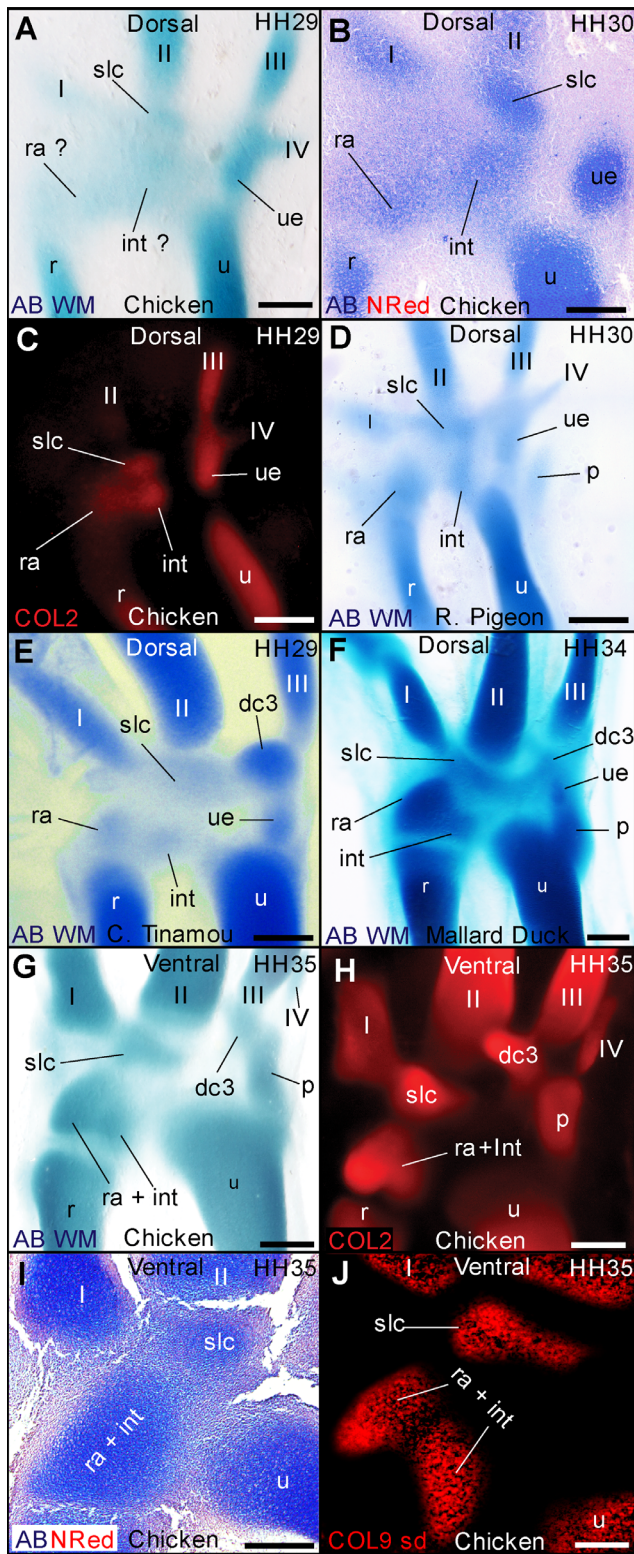 A Dorsal HH29
II
III
slc
I
IV
ra ?
ue
int ?
r
u
AB WM Chicken
B Dorsal HH30
I
II
slc
ra
ue
int
r
u
AB NRed Chicken
C Dorsal HH29
III
II
slc
IV
ue
ra
int
u
r
COL2 Chicken
D Dorsal HH30
II
III
IV
slc
I
ue
p
ra
int
r
u
AB WM R. Pigeon
E Dorsal HH29
II
III
I
dc3
slc
ra
ue
int
r
u
AB WM C. Tinamou
F Dorsal HH34
I
II
III
slc
dc3
ue
ra
p
int
r
u
AB WM Mallard Duck
G Ventral HH35
I
II
III
IV
slc
dc3
p
ra + int
r
u
AB WM Chicken
H Ventral HH35
II
III
I
dc3
IV
slc
p
ra+Int
r
u
COL2 Chicken
I Ventral HH35
II
I
slc
ra + int
u
AB NRed Chicken
J I Ventral HH35
slc
ra + int
u
COL9 sd Chicken